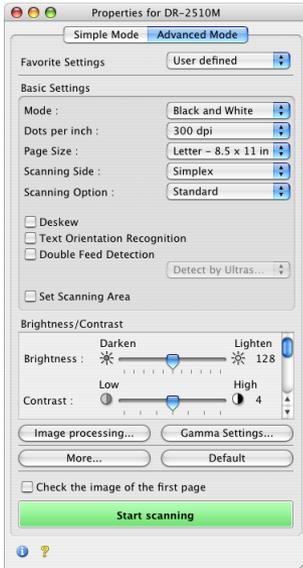 Properties for DR-2510M
Simple Mode Advanced Mode
Favorite Settings User defined
Basic Settings
Mode : Black and White
Dots per inch : 300 dpi
Page Size : Letter - 8.5 x 11 in
Scanning Side : Simplex
Scanning Option : Standard
Deskew
Text Orientation Recognition
Double Feed Detection
Detect by Ultras...
Set Scanning Area
Brightness/Contrast
Darken Lighten
Brightness : 128
Low High
Contrast : 4
Image processing... Gamma Settings...
More... Default
Check the image of the first page
Start scanning